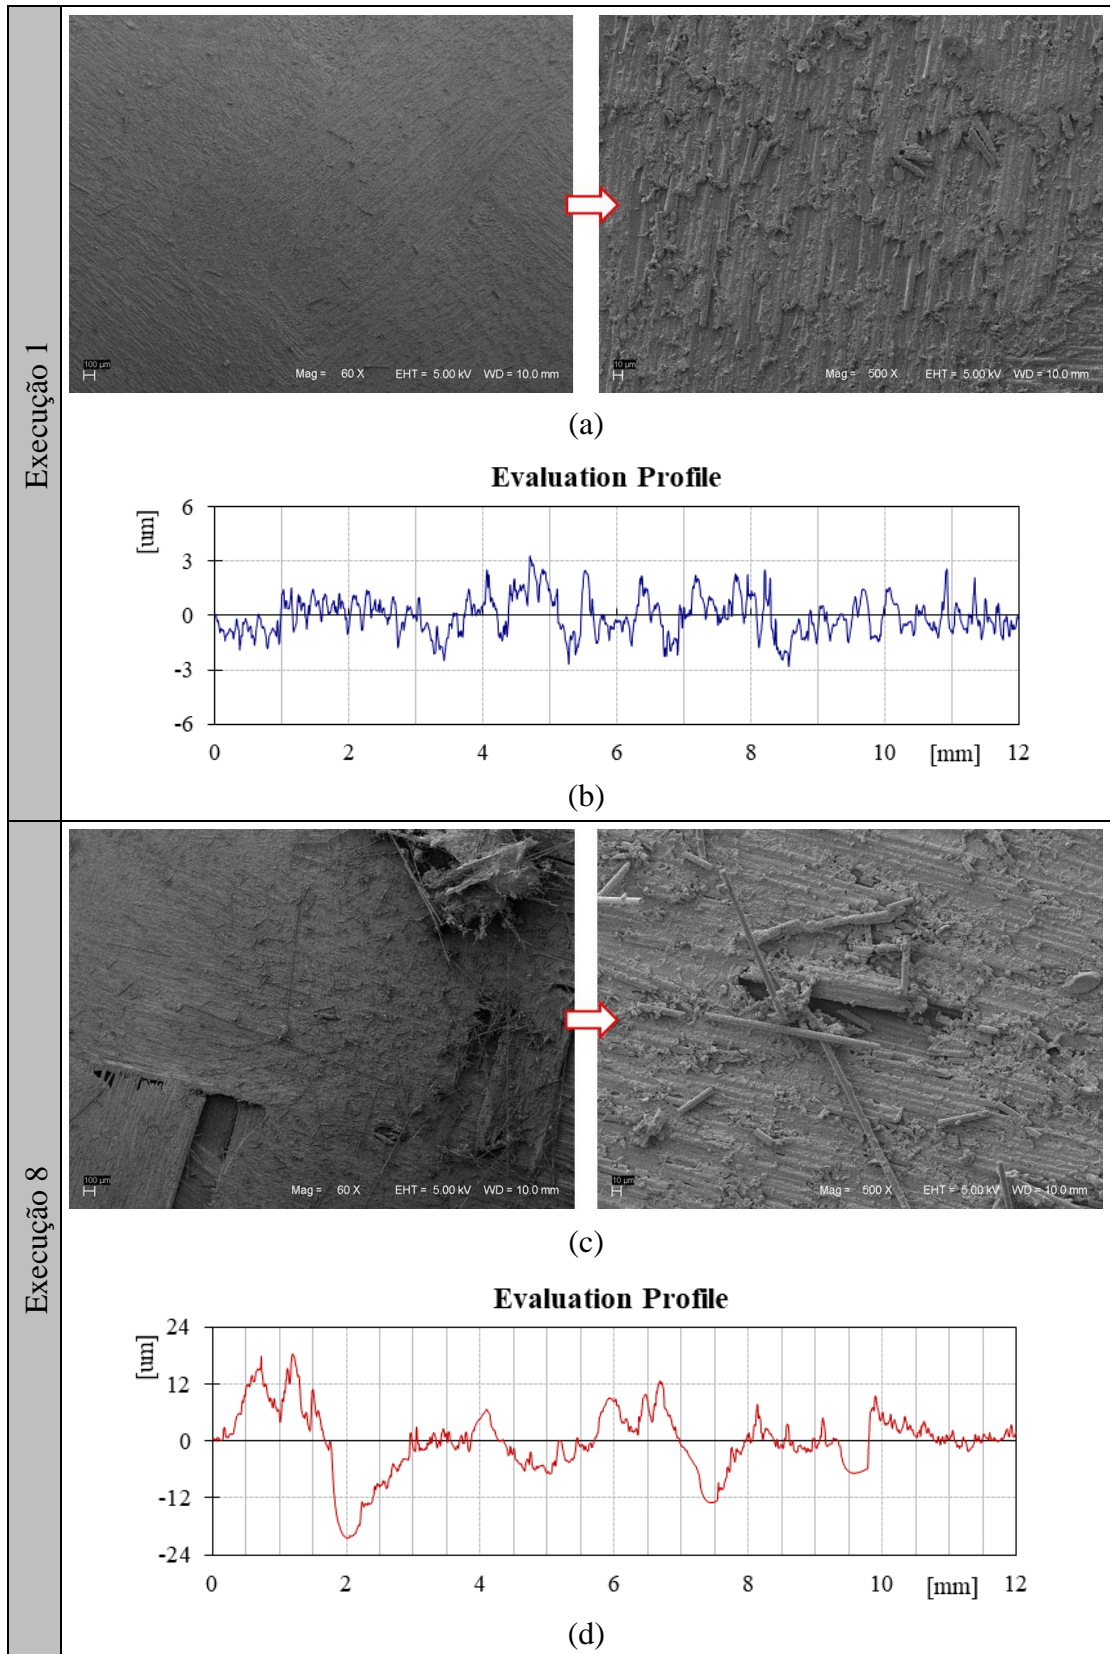 Execução 1
100 µm
Mag = 60 X EHT = 5.00 kV WD = 10.0 mm
10 µm
Mag = 500 X EHT = 5.00 kV WD = 10.0 mm
(a)
Evaluation Profile
[um]
6
3
0
-3
-6
0 2 4 6 8 10 [mm] 12
(b)
Execução 8
100 µm
Mag = 60 X EHT = 5.00 kV WD = 10.0 mm
10 µm
Mag = 500 X EHT = 5.00 kV WD = 10.0 mm
(c)
Evaluation Profile
[um]
24
12
0
-12
-24
0 2 4 6 8 10 [mm] 12
(d)